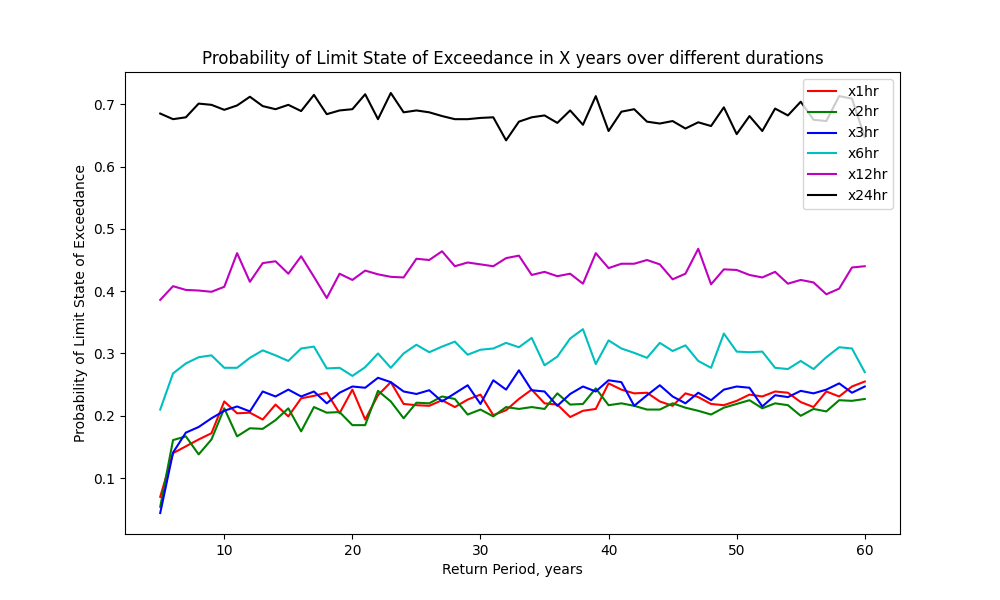 Probability of Limit State of Exceedance in X years over different durations
x1hr
x2hr
x3hr
x6hr
x12hr
x24hr
Probability of Limit State of Exceedance
0.7
0.6
0.5
0.4
0.3
0.2
0.1
10 20 30 40 50 60
Return Period, years